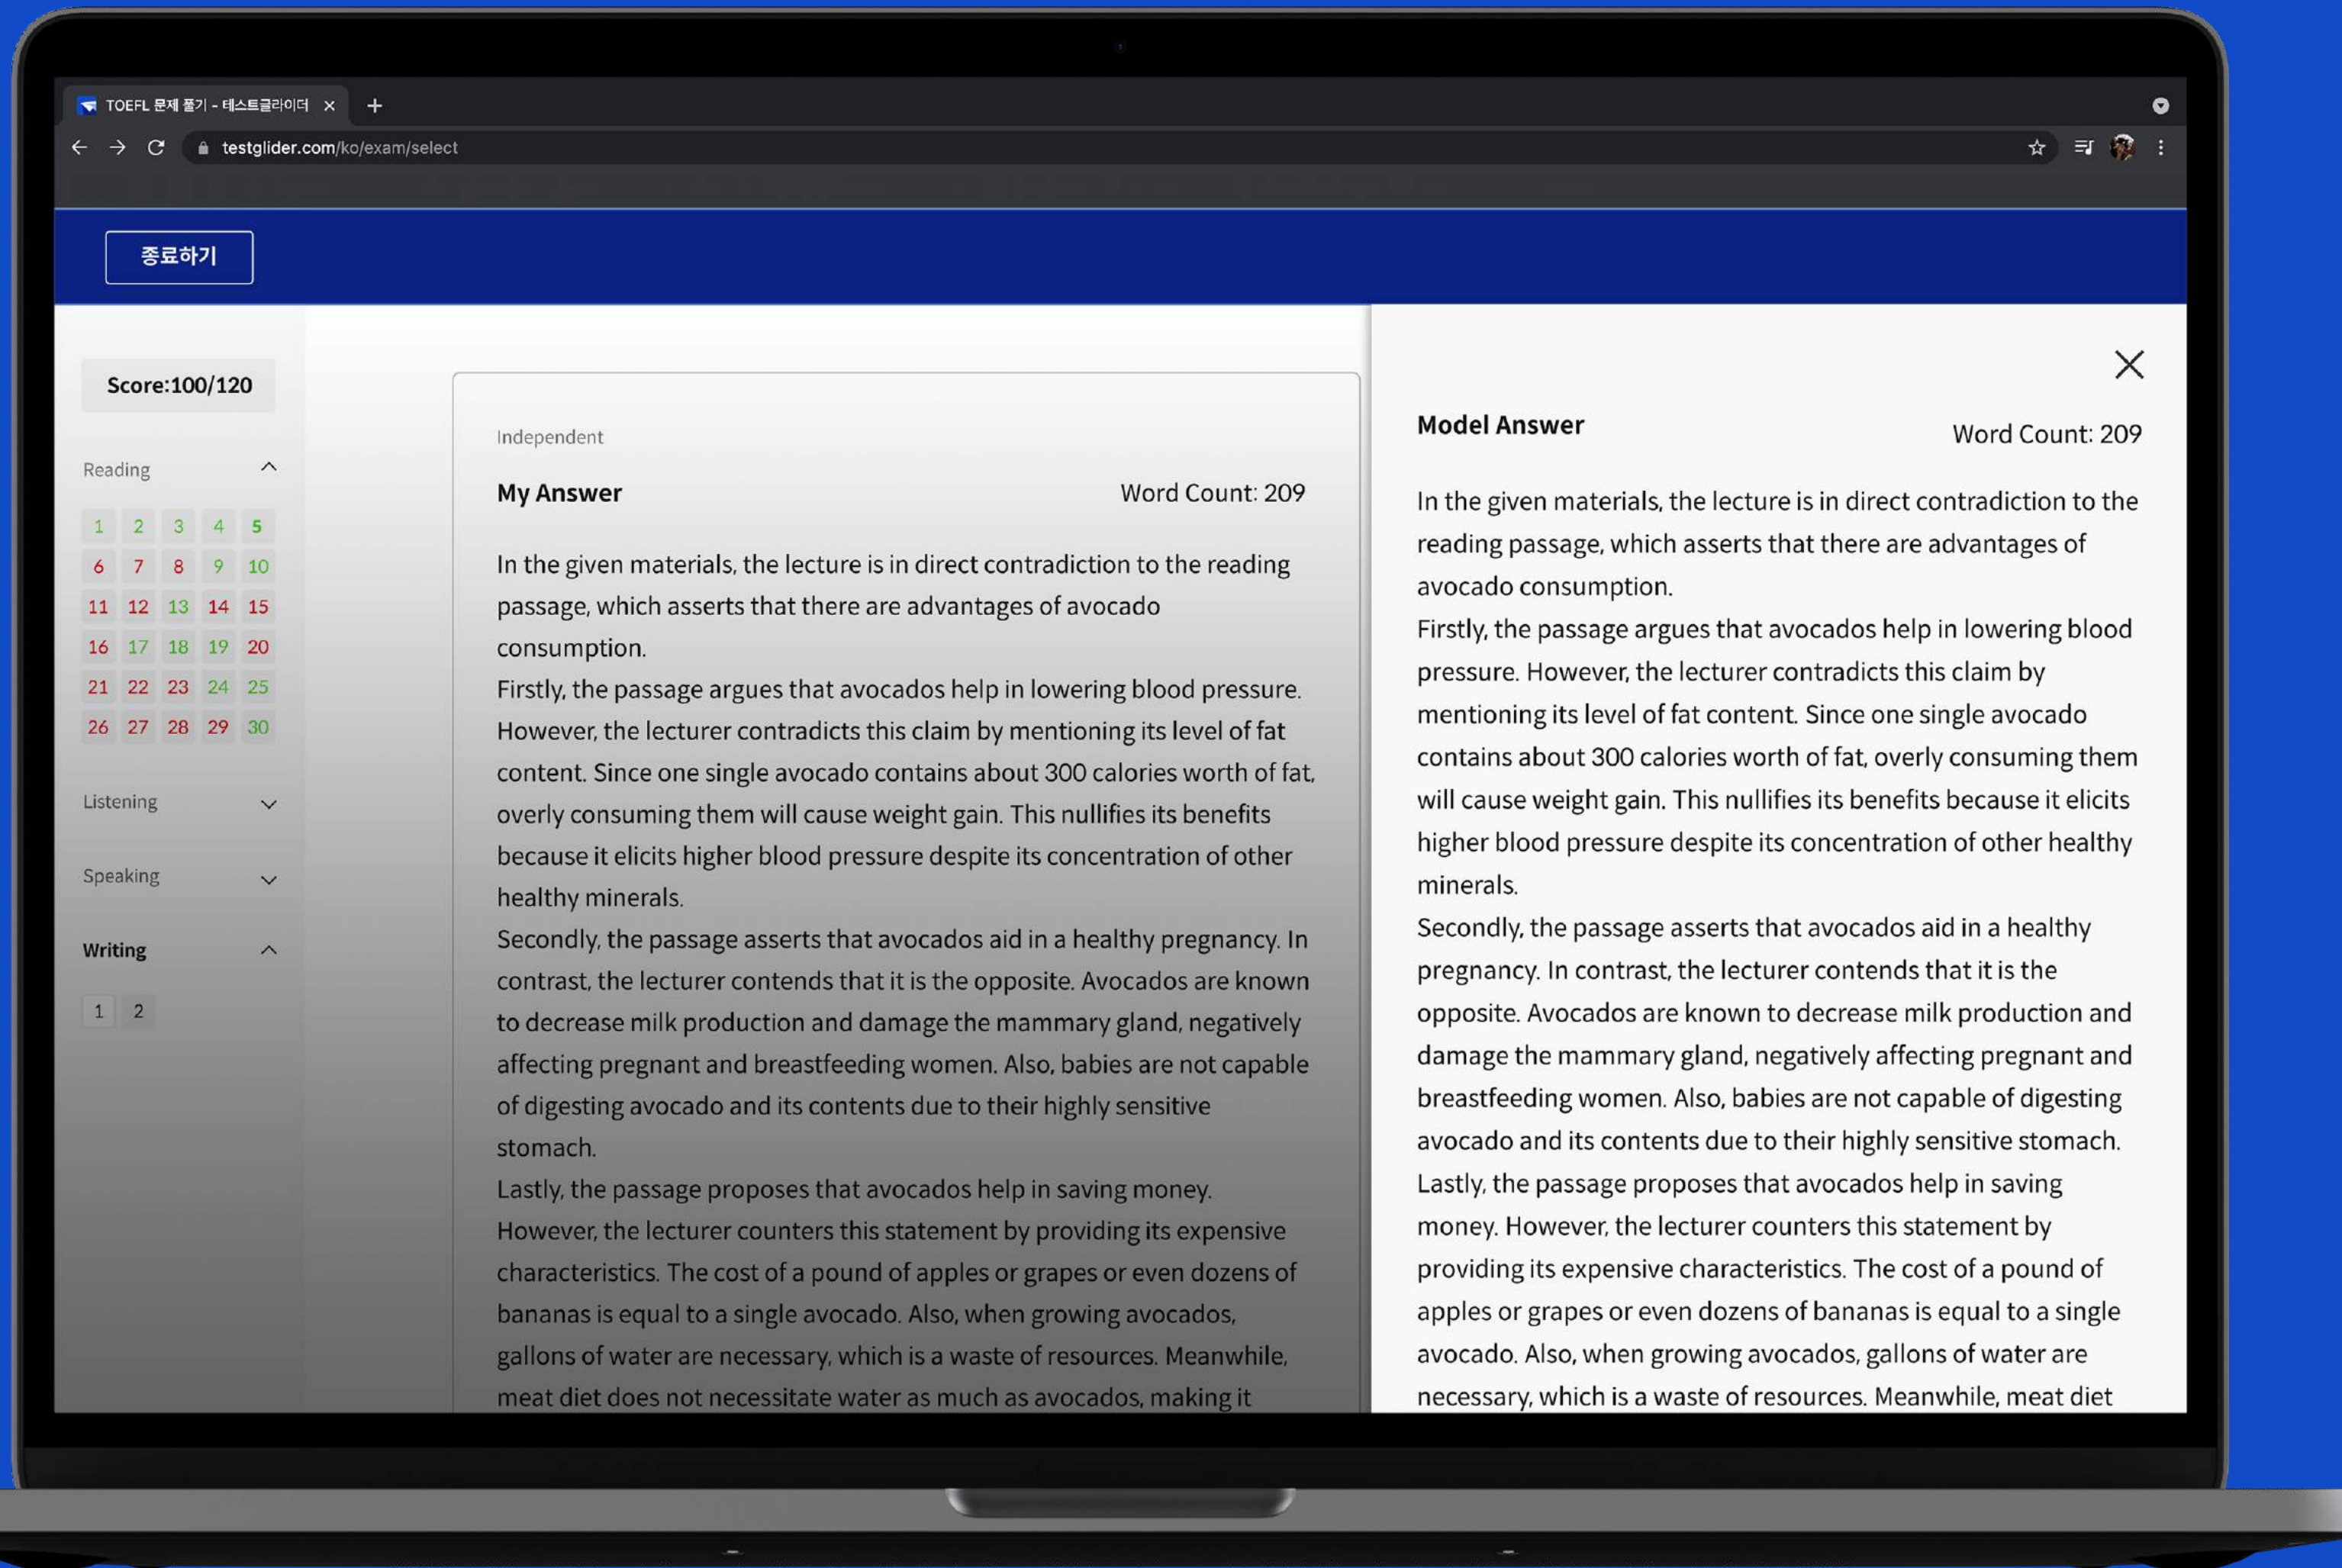 TOEFL 문제 풀기 - 테스트글라이더
testglider.com/ko/exam/select
종료하기
Score:100/120
Reading
1 2 3 4 5
6 7 8 9 10
11 12 13 14 15
16 17 18 19 20
21 22 23 24 25
26 27 28 29 30
Listening
Speaking
Writing
1 2
Independent
My Answer
Word Count: 209
In the given materials, the lecture is in direct contradiction to the reading
passage, which asserts that there are advantages of avocado
consumption.
Firstly, the passage argues that avocados help in lowering blood pressure.
However, the lecturer contradicts this claim by mentioning its level of fat
content. Since one single avocado contains about 300 calories worth of fat,
overly consuming them will cause weight gain. This nullifies its benefits
because it elicits higher blood pressure despite its concentration of other
healthy minerals.
Secondly, the passage asserts that avocados aid in a healthy pregnancy. In
contrast, the lecturer contends that it is the opposite. Avocados are known
to decrease milk production and damage the mammary gland, negatively
affecting pregnant and breastfeeding women. Also, babies are not capable
of digesting avocado and its contents due to their highly sensitive
stomach.
Lastly, the passage proposes that avocados help in saving money.
However, the lecturer counters this statement by providing its expensive
characteristics. The cost of a pound of apples or grapes or even dozens of
bananas is equal to a single avocado. Also, when growing avocados,
gallons of water are necessary, which is a waste of resources. Meanwhile,
meat diet does not necessitate water as much as avocados, making it
Model Answer
Word Count: 209
In the given materials, the lecture is in direct contradiction to the
reading passage, which asserts that there are advantages of
avocado consumption.
Firstly, the passage argues that avocados help in lowering blood
pressure. However, the lecturer contradicts this claim by
mentioning its level of fat content. Since one single avocado
contains about 300 calories worth of fat, overly consuming them
will cause weight gain. This nullifies its benefits because it elicits
higher blood pressure despite its concentration of other healthy
minerals.
Secondly, the passage asserts that avocados aid in a healthy
pregnancy. In contrast, the lecturer contends that it is the
opposite. Avocados are known to decrease milk production and
damage the mammary gland, negatively affecting pregnant and
breastfeeding women. Also, babies are not capable of digesting
avocado and its contents due to their highly sensitive stomach.
Lastly, the passage proposes that avocados help in saving
money. However, the lecturer counters this statement by
providing its expensive characteristics. The cost of a pound of
apples or grapes or even dozens of bananas is equal to a single
avocado. Also, when growing avocados, gallons of water are
necessary, which is a waste of resources. Meanwhile, meat diet